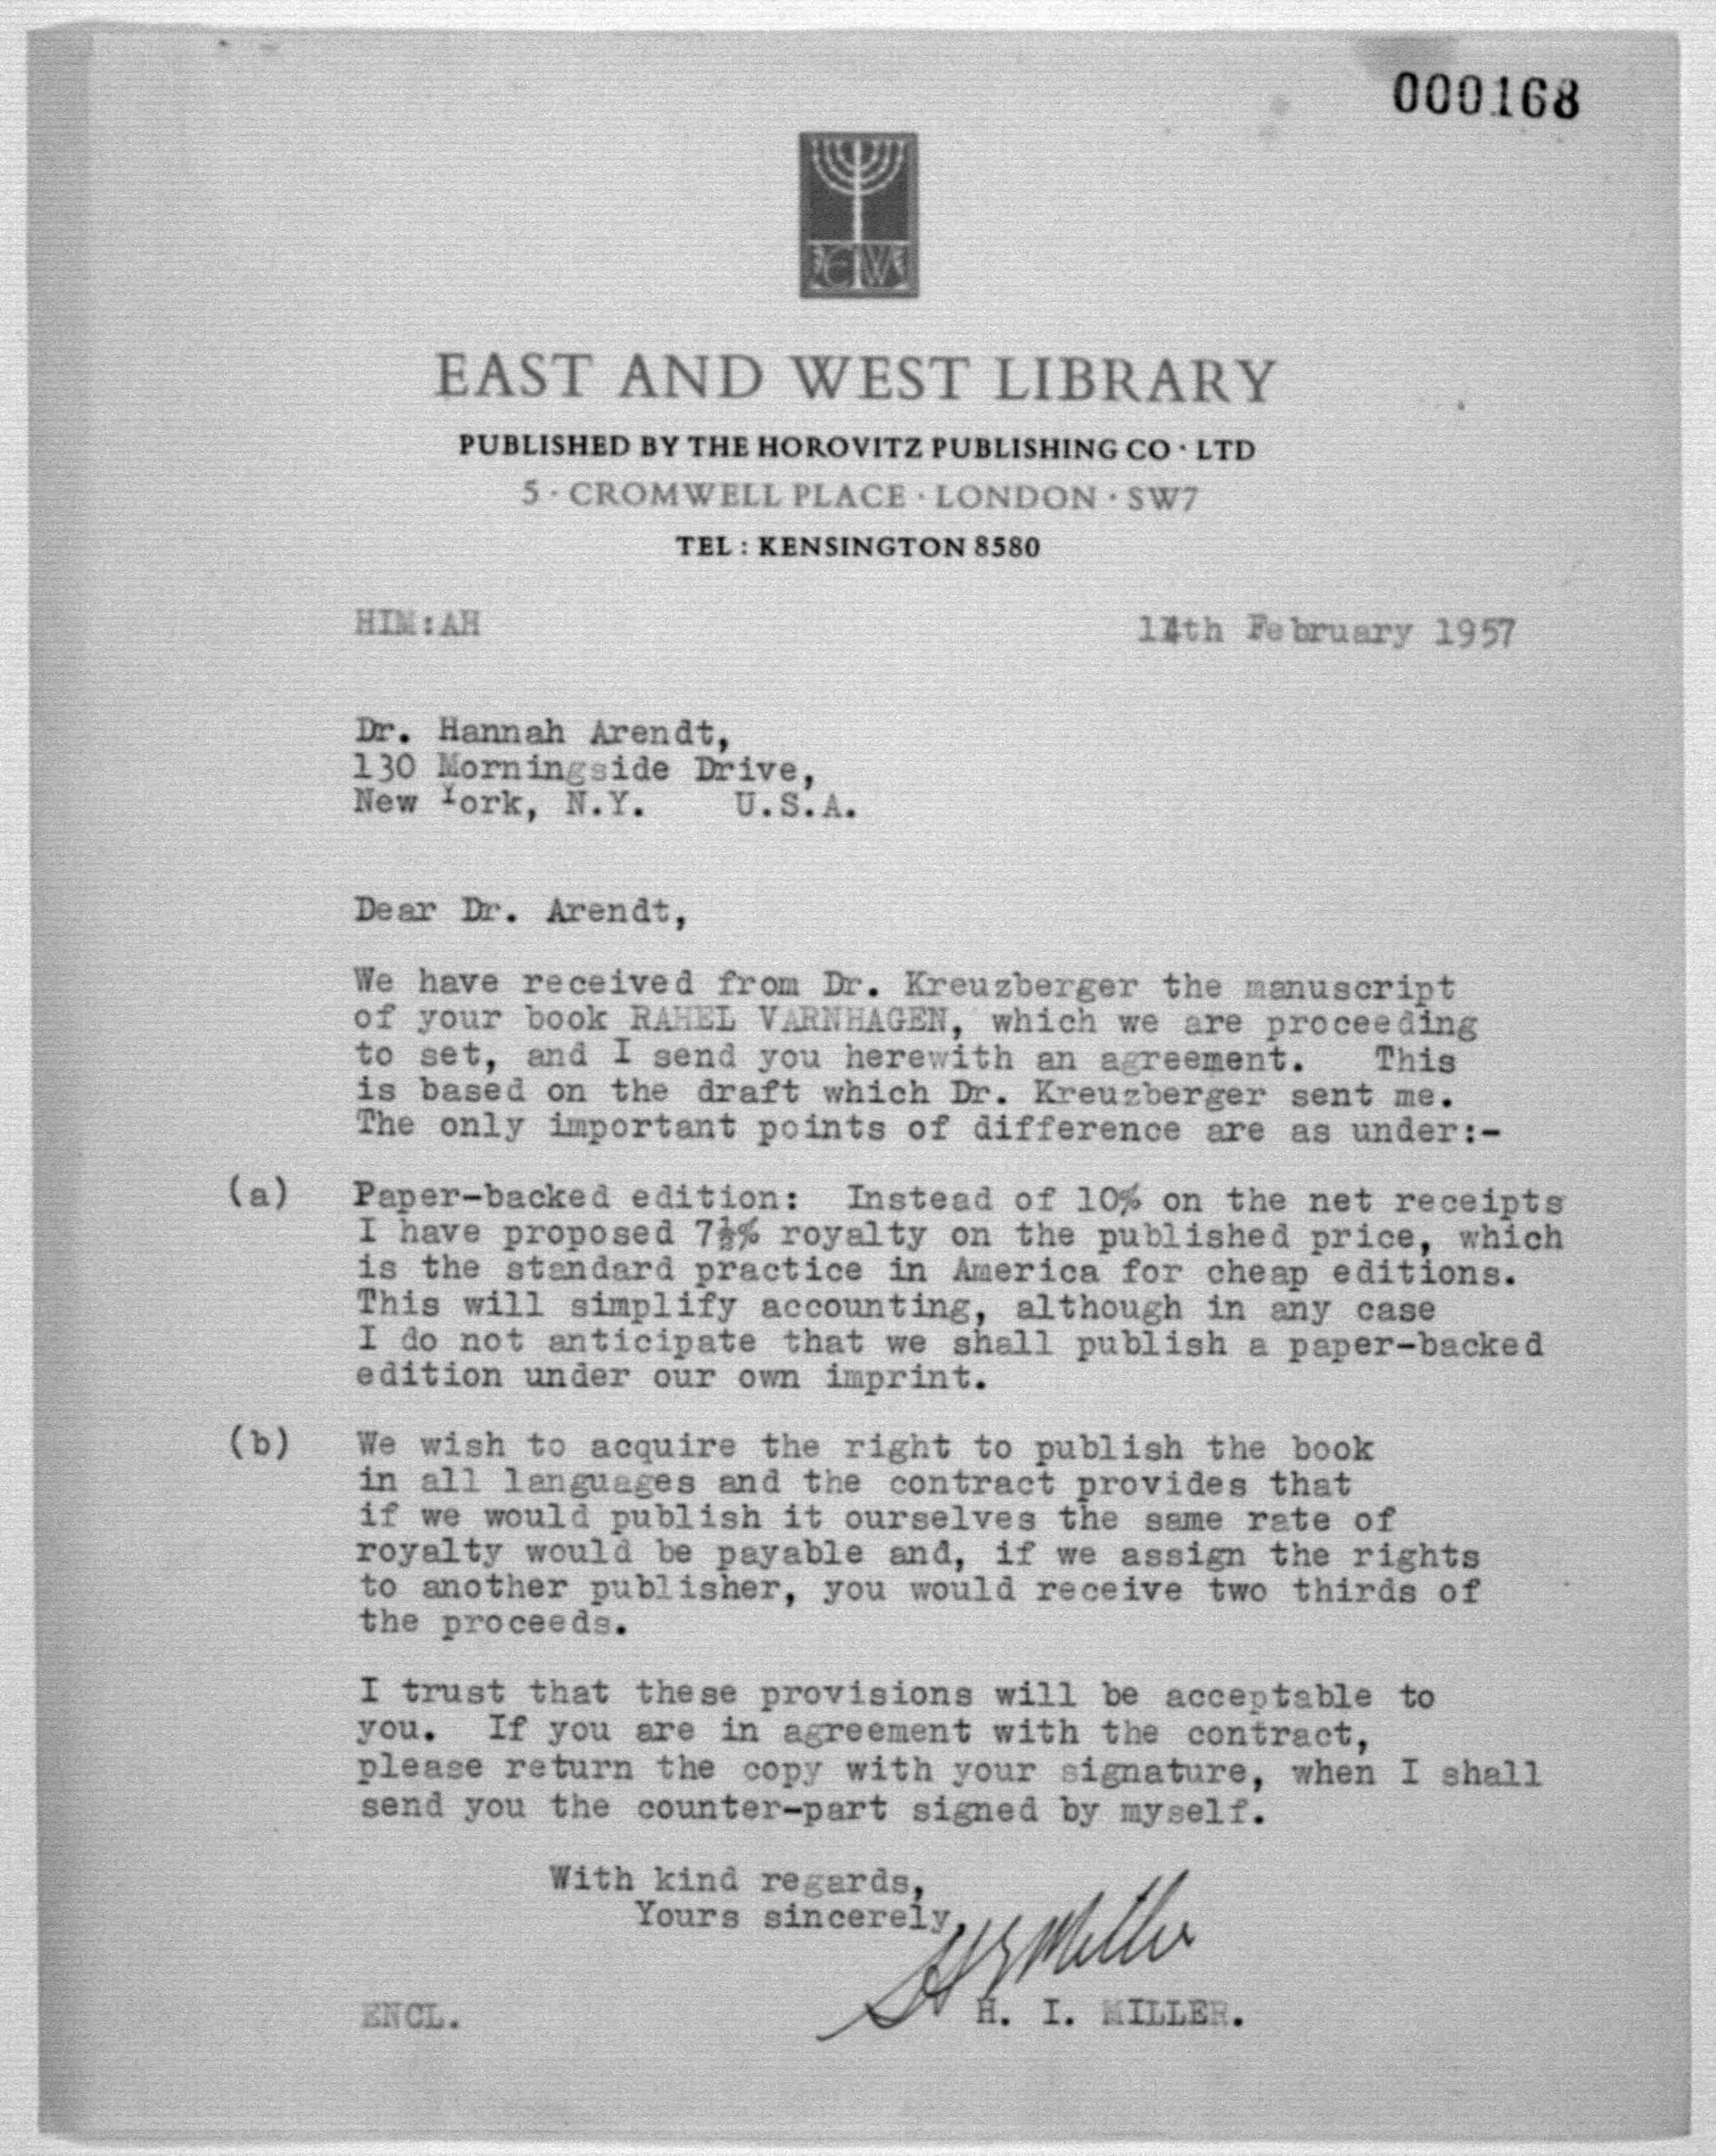 000168
EW
EAST AND WEST LIBRARY
PUBLISHED BY THE HOROVITZ PUBLISHING CO · LTD
5 · CROMWELL PLACE · LONDON · SW7
TEL : KENSINGTON 8580
HIM:AH
14th February 1957
Dr. Hannah Arendt,
130 Morningside Drive,
New York, N.Y. U.S.A.
Dear Dr. Arendt,
We have received from Dr. Kreuzberger the manuscript
of your book RAHEL VARNHAGEN, which we are proceeding
to set, and I send you herewith an agreement. This
is based on the draft which Dr. Kreuzberger sent me.
The only important points of difference are as under:-
(a) Paper-backed edition: Instead of 10% on the net receipts
I have proposed 7½% royalty on the published price, which
is the standard practice in America for cheap editions.
This will simplify accounting, although in any case
I do not anticipate that we shall publish a paper-backed
edition under our own imprint.
(b) We wish to acquire the right to publish the book
in all languages and the contract provides that
if we would publish it ourselves the same rate of
royalty would be payable and, if we assign the rights
to another publisher, you would receive two thirds of
the proceeds.
I trust that these provisions will be acceptable to
you. If you are in agreement with the contract,
please return the copy with your signature, when I shall
send you the counter-part signed by myself.
With kind regards,
Yours sincerely,
H I Miller
H. I. MILLER.
ENCL.